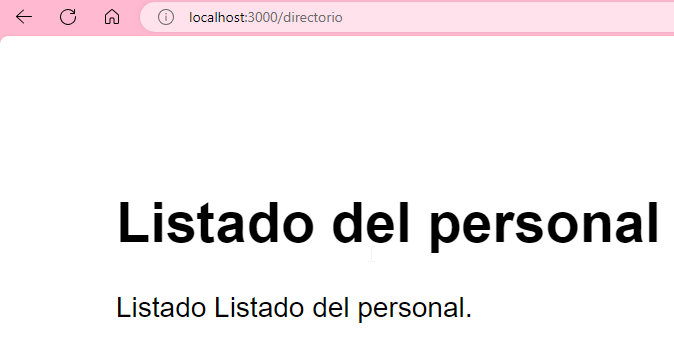 localhost:3000/directorio
Listado del personal
Listado Listado del personal.